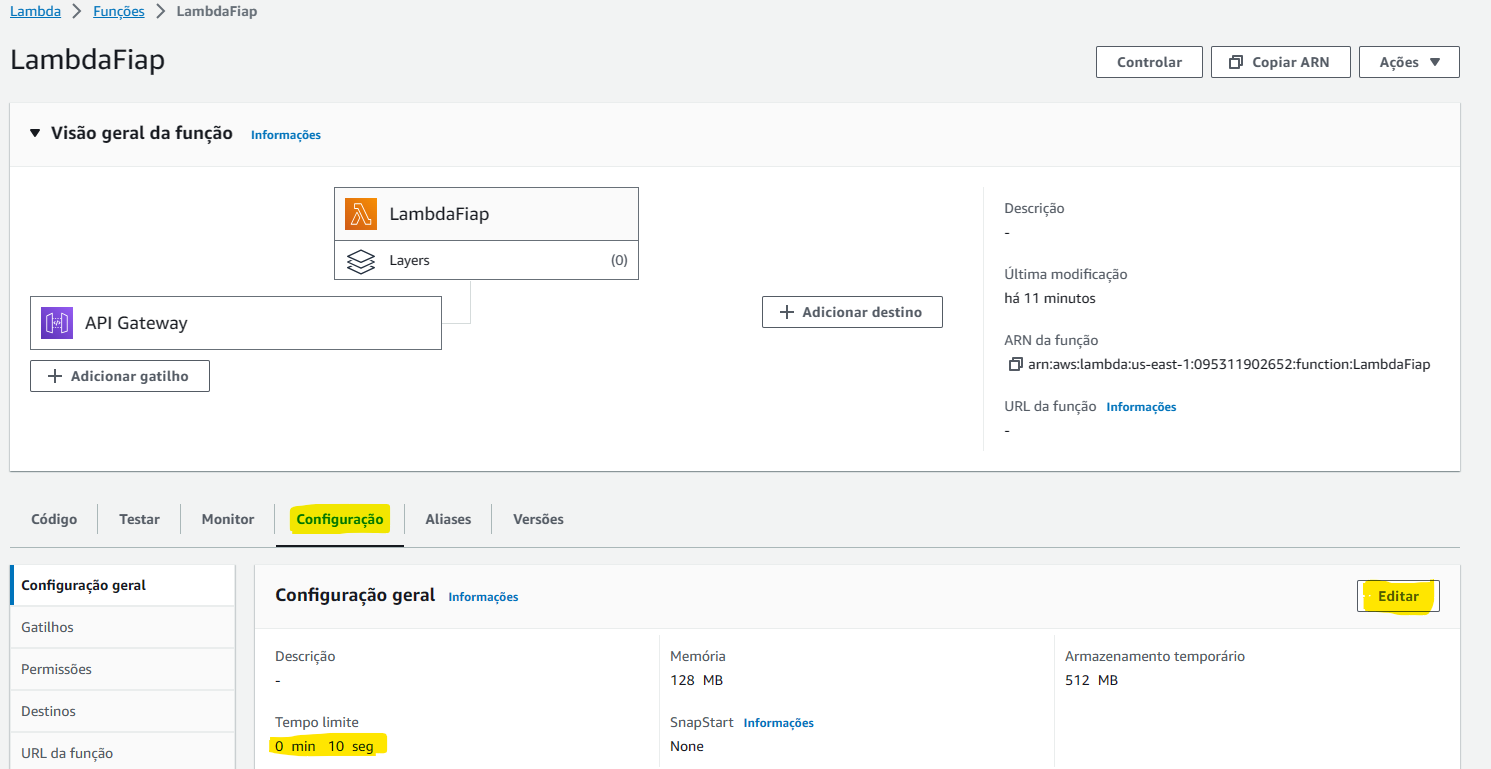 Lambda > Funções > LambdaFiap
LambdaFiap
Controlar
Copiar ARN
Ações
Visão geral da função Informações
LambdaFiap
Layers (0)
API Gateway
+ Adicionar gatilho
+ Adicionar destino
Descrição
-
Última modificação
há 11 minutos
ARN da função
arn:aws:lambda:us-east-1:095311902652:function:LambdaFiap
URL da função Informações
-
Código
Testar
Monitor
Configuração
Aliases
Versões
Configuração geral
Gatilhos
Permissões
Destinos
URL da função
Configuração geral Informações
Editar
Descrição
-
Memória
128 MB
Armazenamento temporário
512 MB
Tempo limite
0 min 10 seg
SnapStart Informações
None